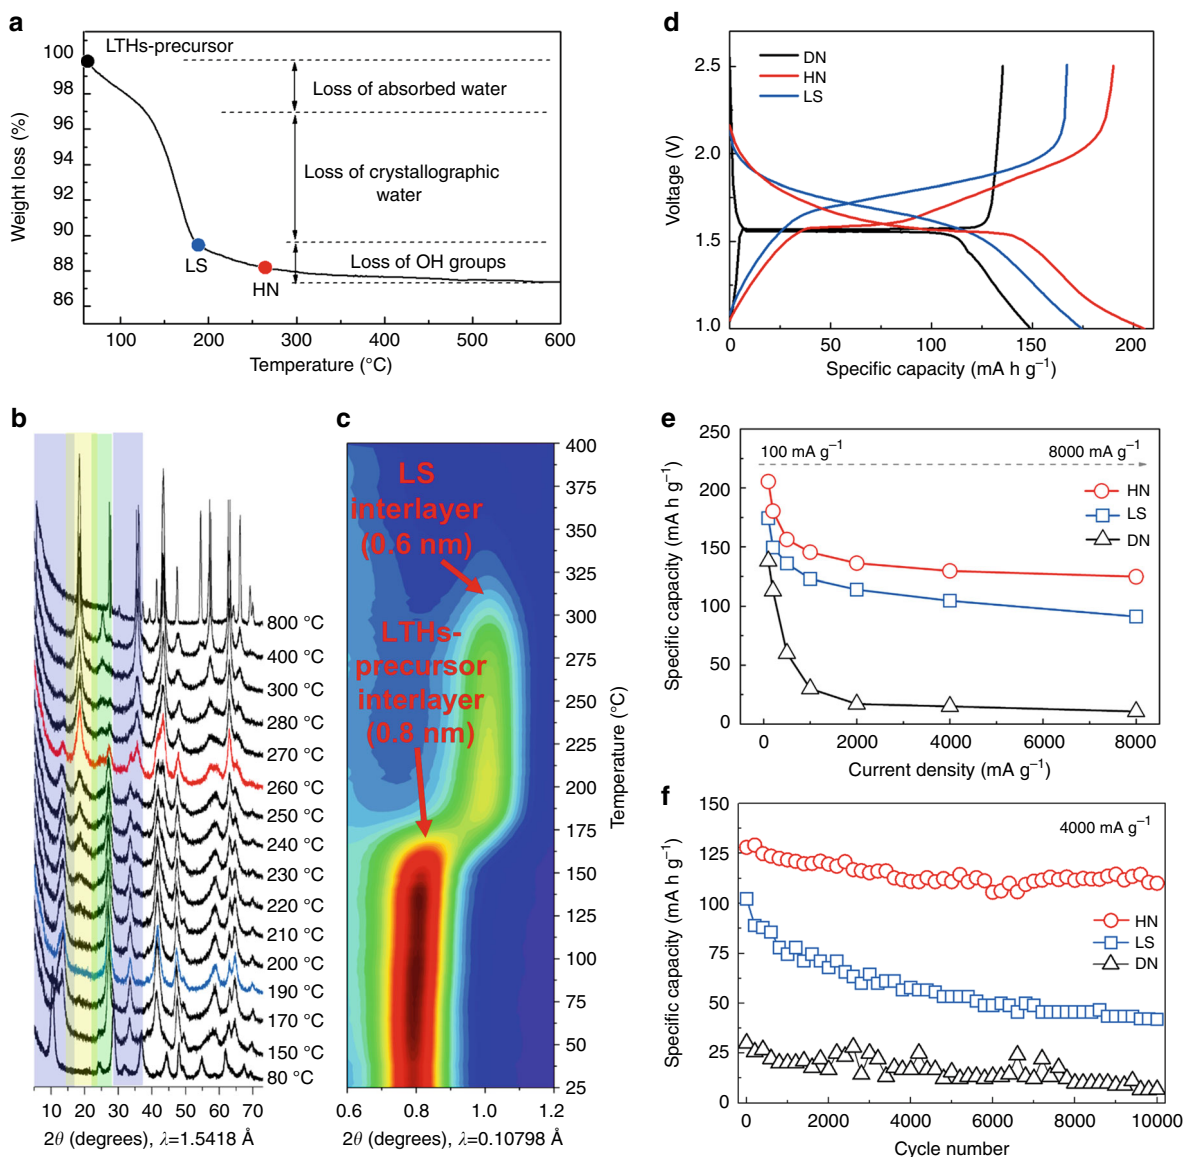 a
100
98
96
94
92
90
88
86
Weight loss (%)
LTHs-precursor
Loss of absorbed water
Loss of crystallographic
water
Loss of OH groups
LS
HN
100 200 300 400 500 600
Temperature (°C)
d
DN
HN
LS
2.5
2.0
1.5
1.0
Voltage (V)
0 50 100 150 200
Specific capacity (mA h g⁻¹)
b
800 °C
400 °C
300 °C
280 °C
270 °C
260 °C
250 °C
240 °C
230 °C
220 °C
210 °C
200 °C
190 °C
170 °C
150 °C
80 °C
10 20 30 40 50 60 70
2θ (degrees), λ=1.5418 Å
c
LS
interlayer
(0.6 nm)
LTHs-
precursor
interlayer
(0.8 nm)
400
375
350
325
300
275
250
225
200
175
150
125
100
75
50
25
Temperature (°C)
0.6 0.8 1.0 1.2
2θ (degrees), λ=0.10798 Å
e
250
200
150
100
50
0
Specific capacity (mA h g⁻¹)
100 mA g⁻¹ 8000 mA g⁻¹
HN
LS
DN
0 2000 4000 6000 8000
Current density (mA g⁻¹)
f
150
125
100
75
50
25
0
Specific capacity (mA h g⁻¹)
4000 mA g⁻¹
HN
LS
DN
0 2000 4000 6000 8000 10000
Cycle number